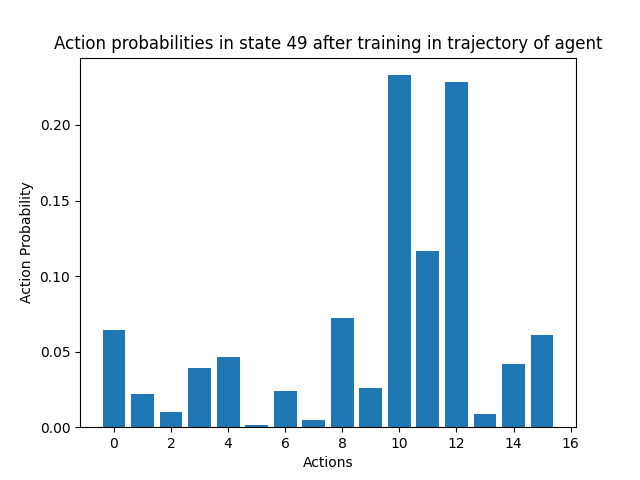 Action probabilities in state 49 after training in trajectory of agent
0.20
0.15
0.10
0.05
0.00
Action Probability
0 2 4 6 8 10 12 14 16
Actions